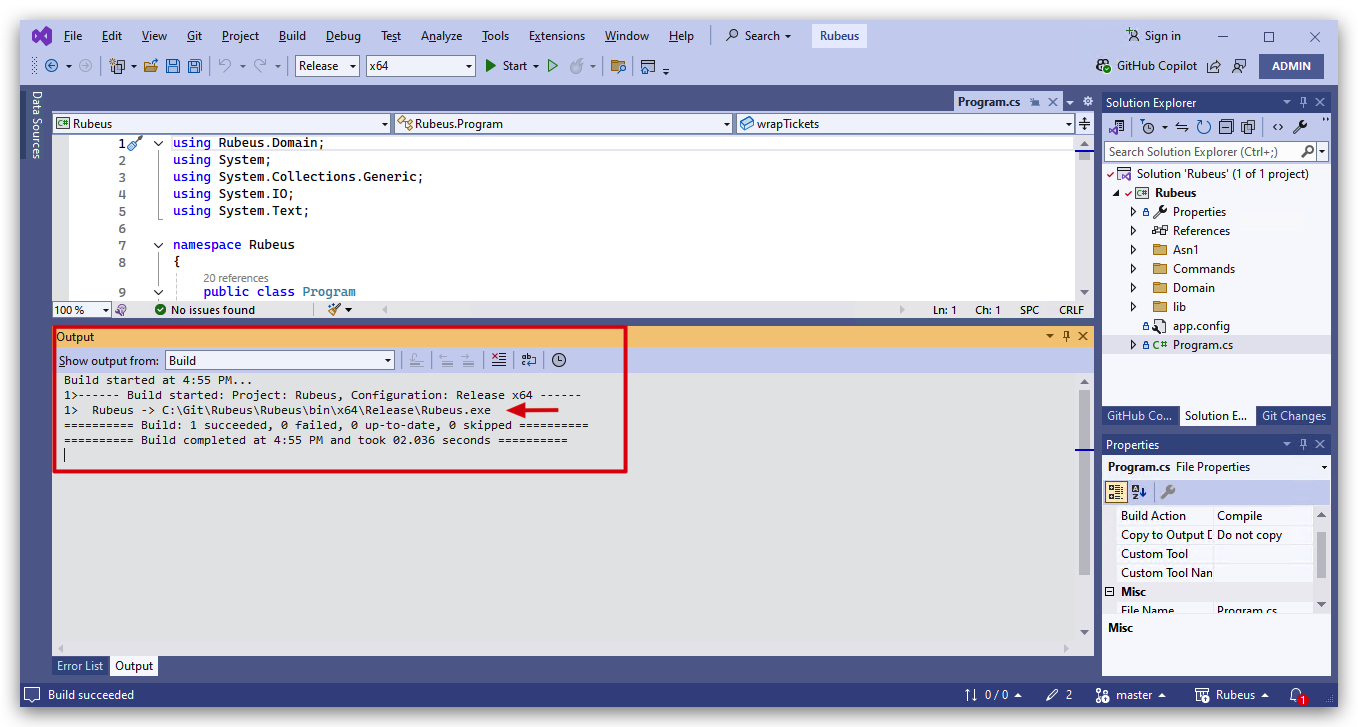 File Edit View Git Project Build Debug Test Analyze Tools Extensions Window Help Search Rubeus Sign in
Release x64 Start GitHub Copilot ADMIN
Data Sources
Program.cs
Rubeus Rubeus.Program wrapTickets
1 using Rubeus.Domain;
2 using System;
3 using System.Collections.Generic;
4 using System.IO;
5 using System.Text;
6
7 namespace Rubeus
8 {
20 references
9 public class Program
100 % No issues found Ln: 1 Ch: 1 SPC CRLF
Output
Show output from: Build
Build started at 4:55 PM...
1>------ Build started: Project: Rubeus, Configuration: Release x64 ------
1>  Rubeus -> C:\Git\Rubeus\Rubeus\bin\x64\Release\Rubeus.exe
========== Build: 1 succeeded, 0 failed, 0 up-to-date, 0 skipped ==========
========== Build completed at 4:55 PM and took 02.036 seconds ==========
Error List Output
Solution Explorer
Search Solution Explorer (Ctrl+;)
Solution 'Rubeus' (1 of 1 project)
C# Rubeus
Properties
References
Asn1
Commands
Domain
lib
app.config
C# Program.cs
GitHub Co... Solution E... Git Changes
Properties
Program.cs File Properties
Build Action Compile
Copy to Output D Do not copy
Custom Tool
Custom Tool Nan
Misc
File Name Program.cs
Misc
Build succeeded 0 / 0 2 master Rubeus 1